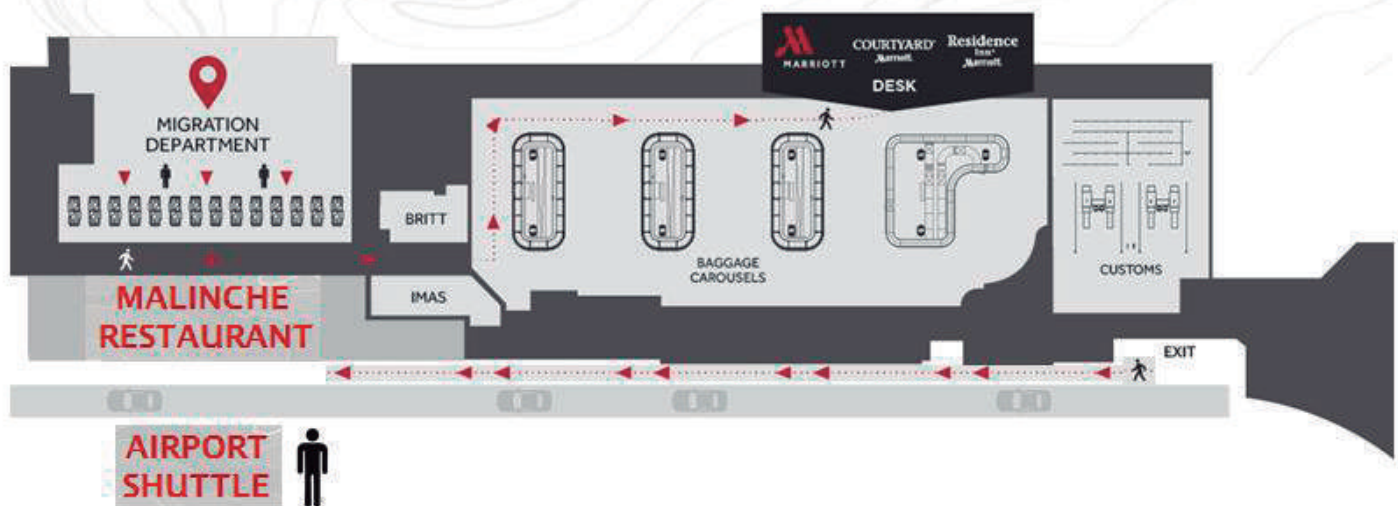 MARRIOTT
COURTYARD®
Marriott
Residence
Inn®
Marriott
DESK
MIGRATION
DEPARTMENT
BRITT
BAGGAGE
CAROUSELS
CUSTOMS
IMAS
MALINCHE
RESTAURANT
EXIT
AIRPORT
SHUTTLE